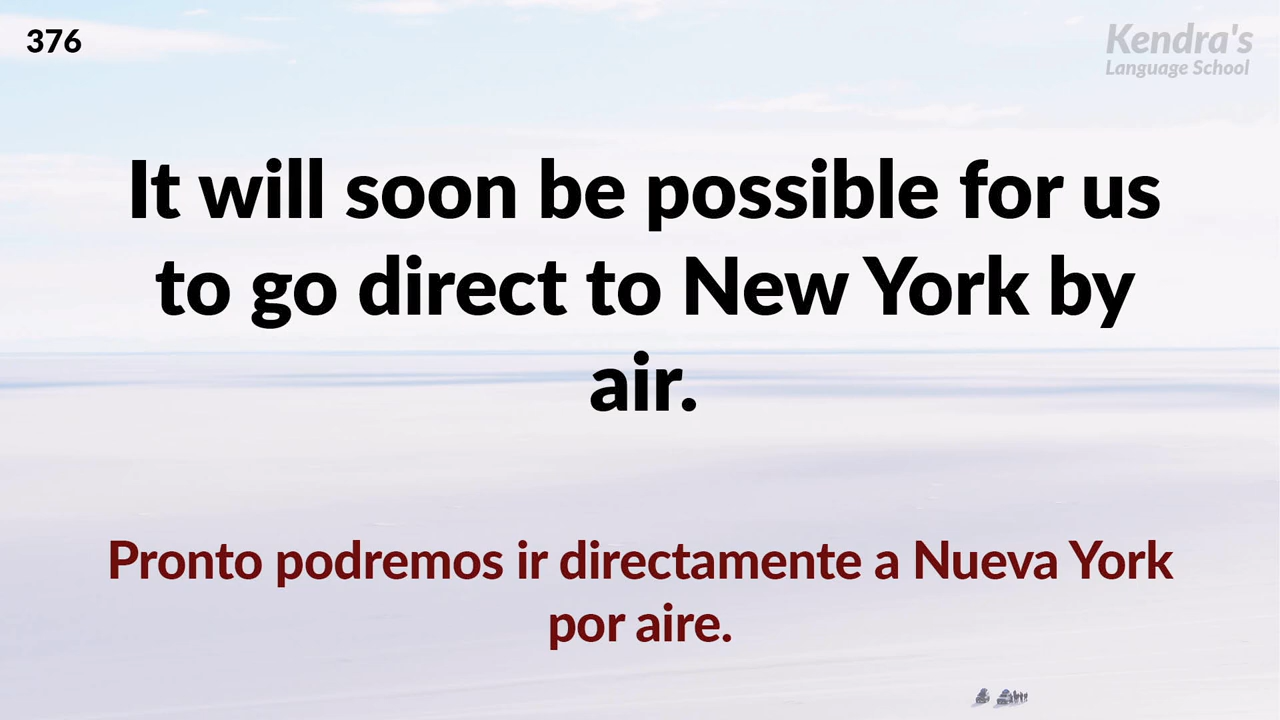 376
Kendra's
Language School
It will soon be possible for us
to go direct to New York by
air.
Pronto podremos ir directamente a Nueva York
por aire.